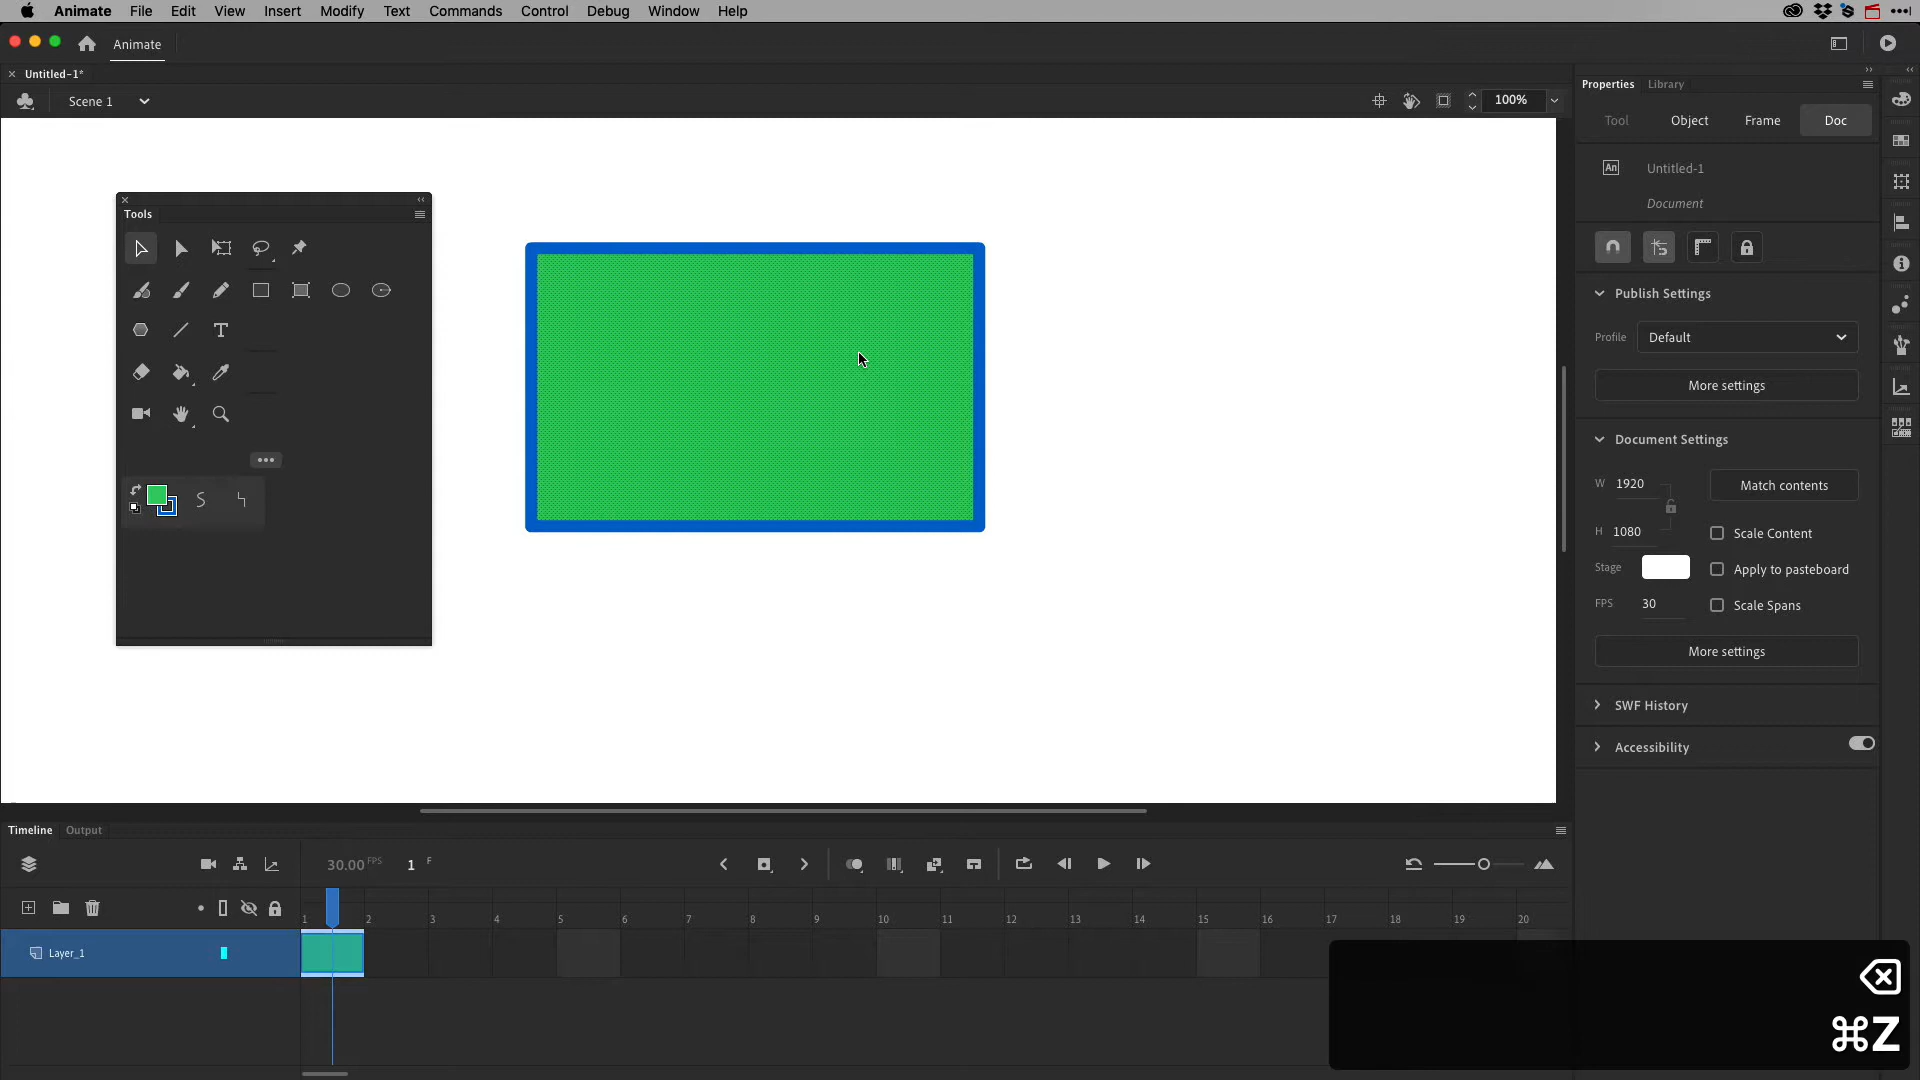 Animate File Edit View Insert Modify Text Commands Control Debug Window Help
Animate
Untitled-1*
Scene 1
100%
Tools
T
Properties Library
Tool Object Frame Doc
An Untitled-1
Document
Publish Settings
Profile Default
More settings
Document Settings
W 1920 Match contents
H 1080 Scale Content
Stage Apply to pasteboard
FPS 30 Scale Spans
More settings
SWF History
Accessibility
Timeline Output
30.00 FPS 1 F
1 2 3 4 5 6 7 8 9 10 11 12 13 14 15 16 17 18 19 20
Layer_1
⌘Z